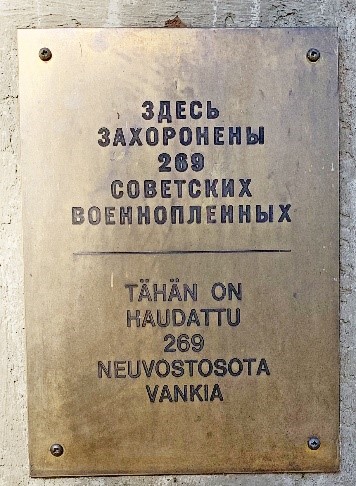 ЗДЕСЬ
ЗАХОРОНЕНЫ
269
СОВЕТСКИХ
ВОЕННОПЛЕННЫХ
TÄHÄN ON
HAUDATTU
269
NEUVOSTOSOTA
VANKIA